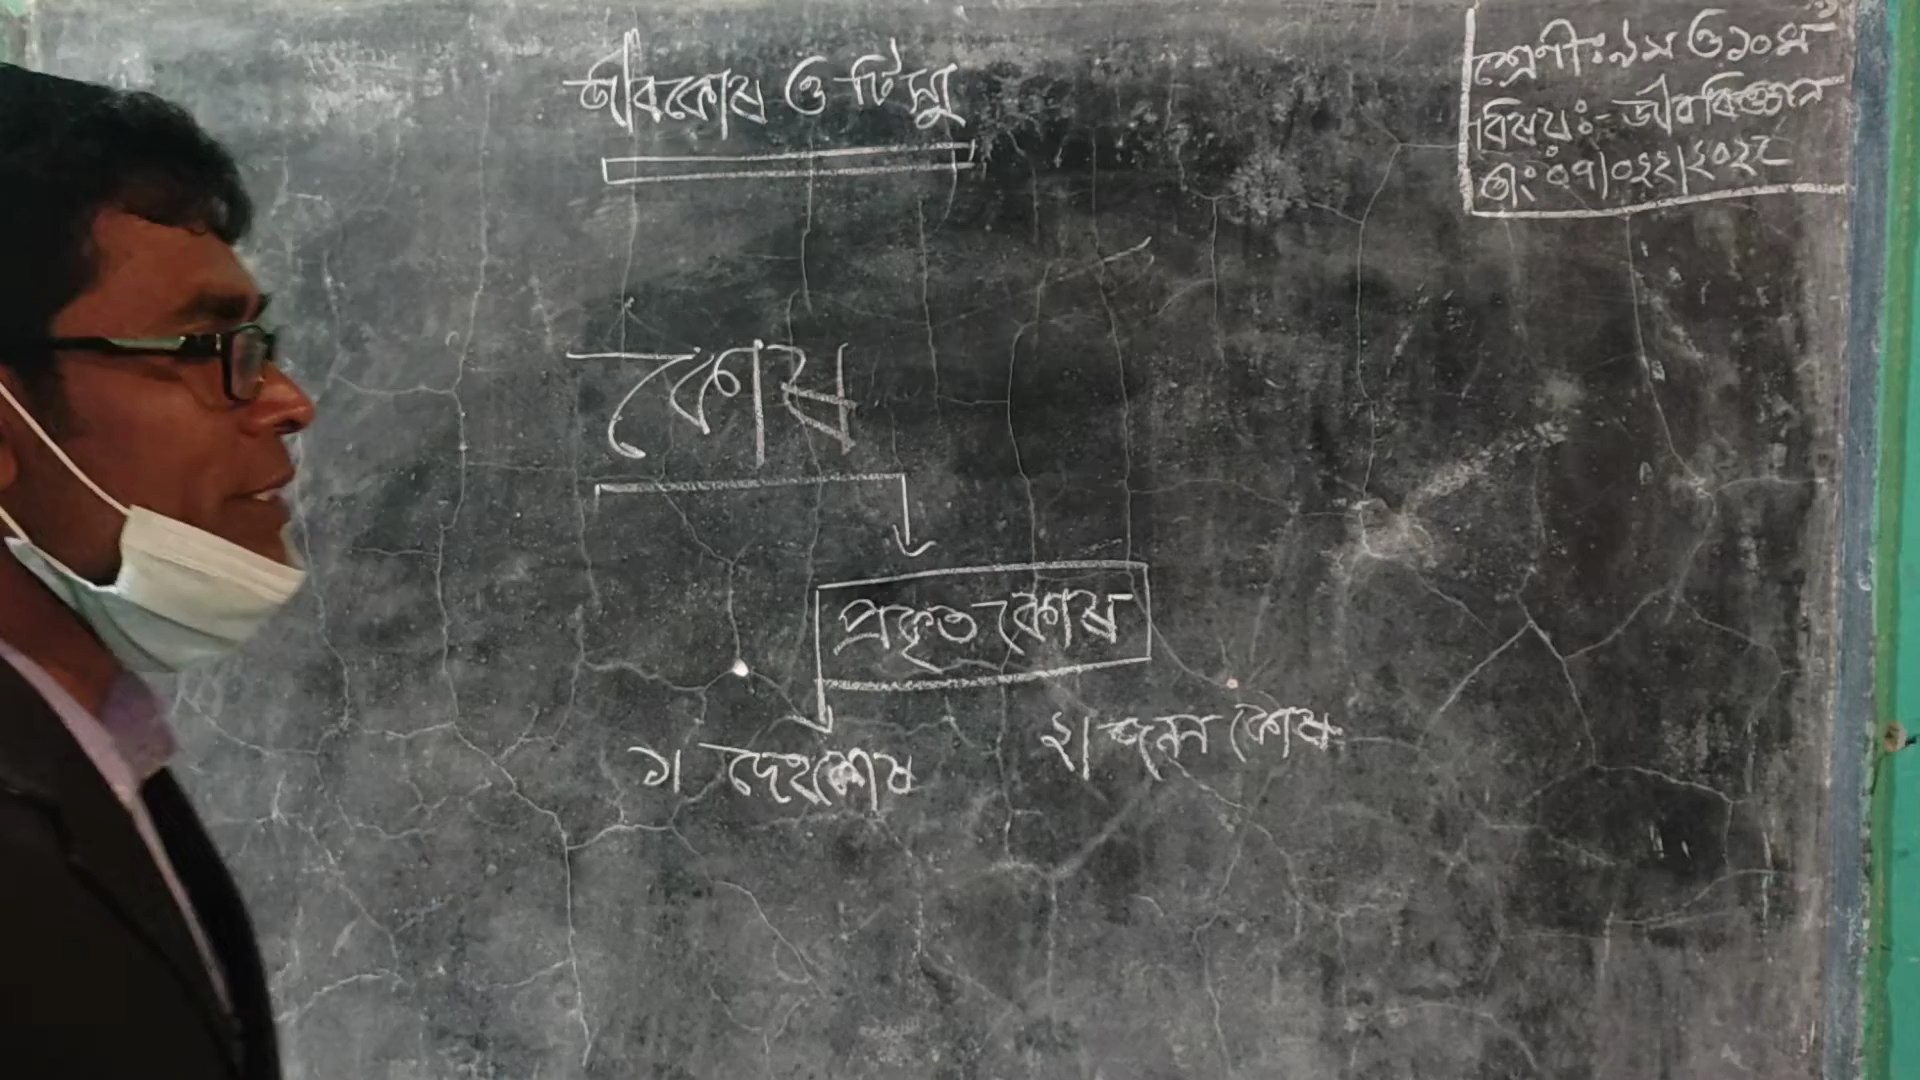 জীবকোষ ও টিস্যু
শ্রেণীঃ ৯ম ও ১০ম
বিষয়ঃ- জীববিজ্ঞান
তাং
কোষ
প্রকৃত কোষ
১। দেহকোষ
২। জনন কোষ